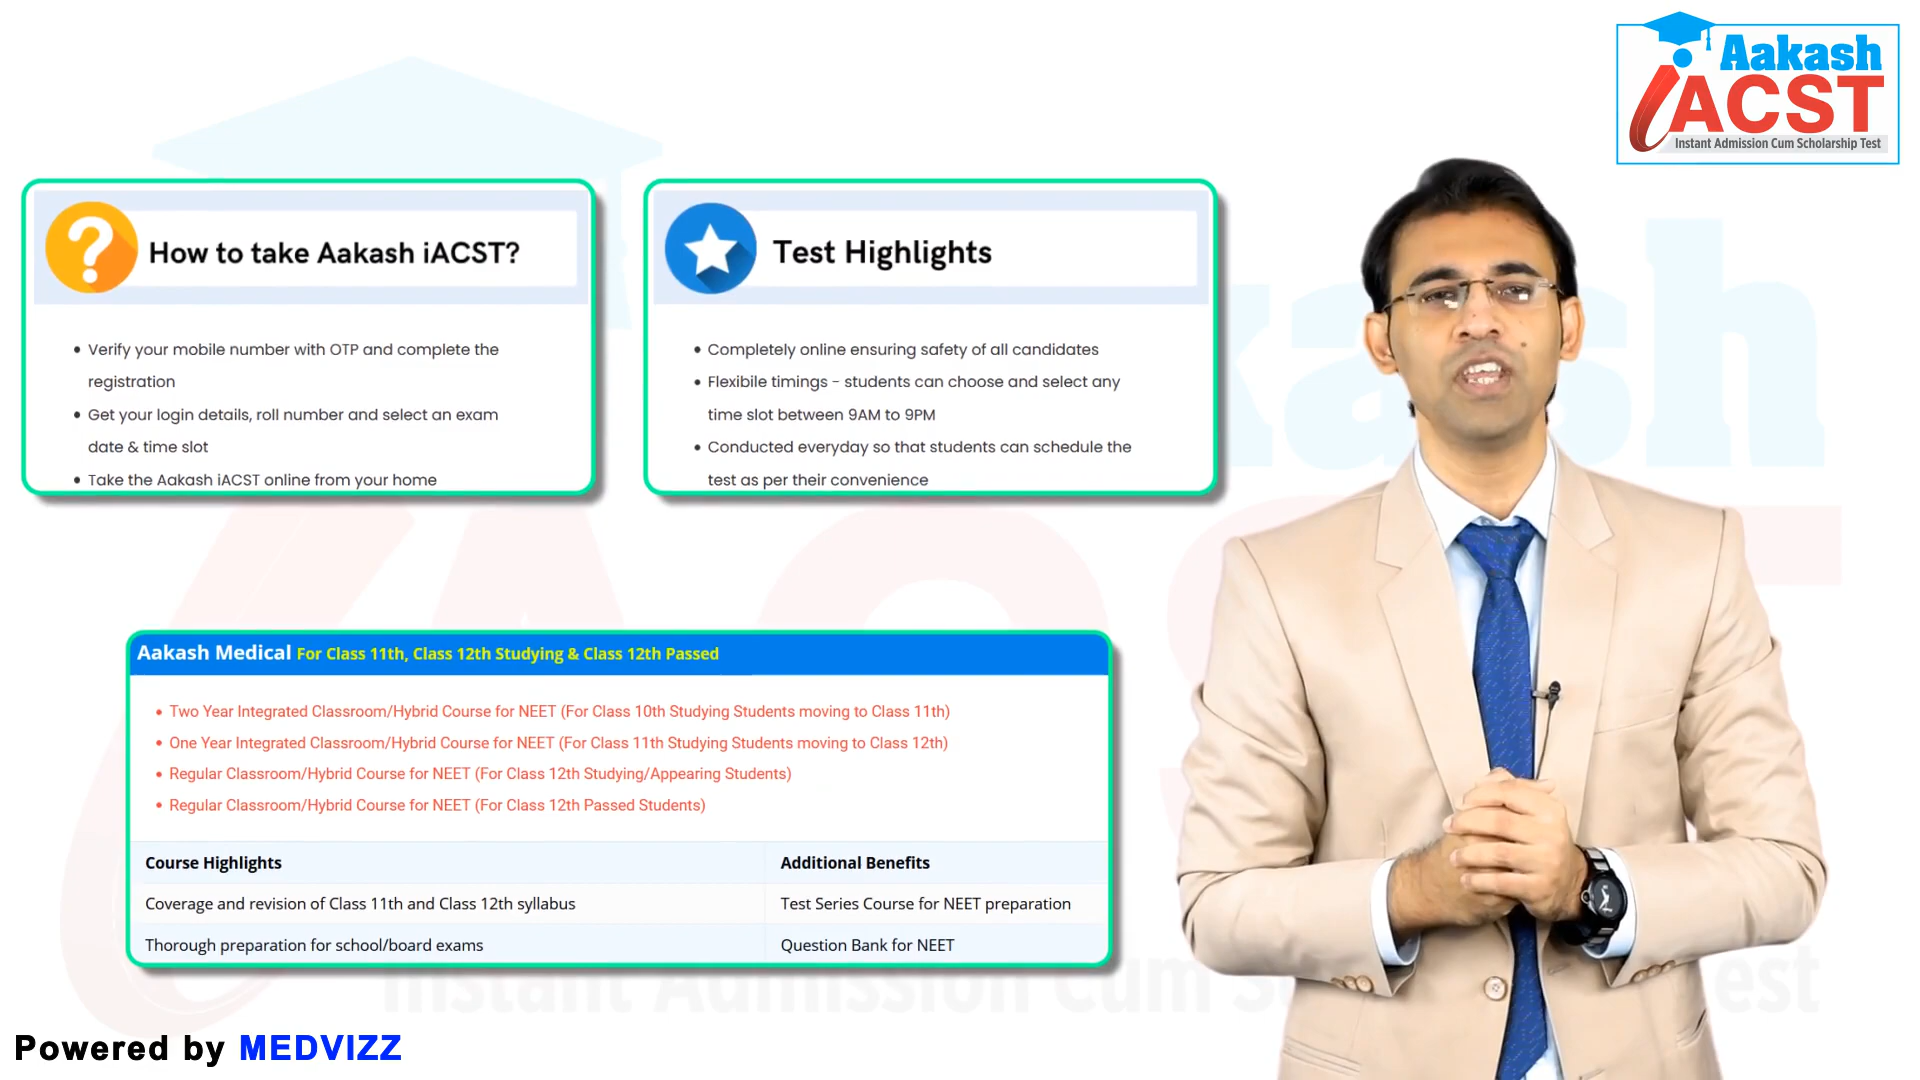 Aakash
iACST
Instant Admission Cum Scholarship Test
How to take Aakash iACST?
• Verify your mobile number with OTP and complete the
registration
• Get your login details, roll number and select an exam
date & time slot
• Take the Aakash iACST online from your home
Test Highlights
• Completely online ensuring safety of all candidates
• Flexibile timings - students can choose and select any
time slot between 9AM to 9PM
• Conducted everyday so that students can schedule the
test as per their convenience
Aakash Medical For Class 11th, Class 12th Studying & Class 12th Passed
• Two Year Integrated Classroom/Hybrid Course for NEET (For Class 10th Studying Students moving to Class 11th)
• One Year Integrated Classroom/Hybrid Course for NEET (For Class 11th Studying Students moving to Class 12th)
• Regular Classroom/Hybrid Course for NEET (For Class 12th Studying/Appearing Students)
• Regular Classroom/Hybrid Course for NEET (For Class 12th Passed Students)
Course Highlights
Additional Benefits
Coverage and revision of Class 11th and Class 12th syllabus
Test Series Course for NEET preparation
Thorough preparation for school/board exams
Question Bank for NEET
Powered by MEDVIZZ